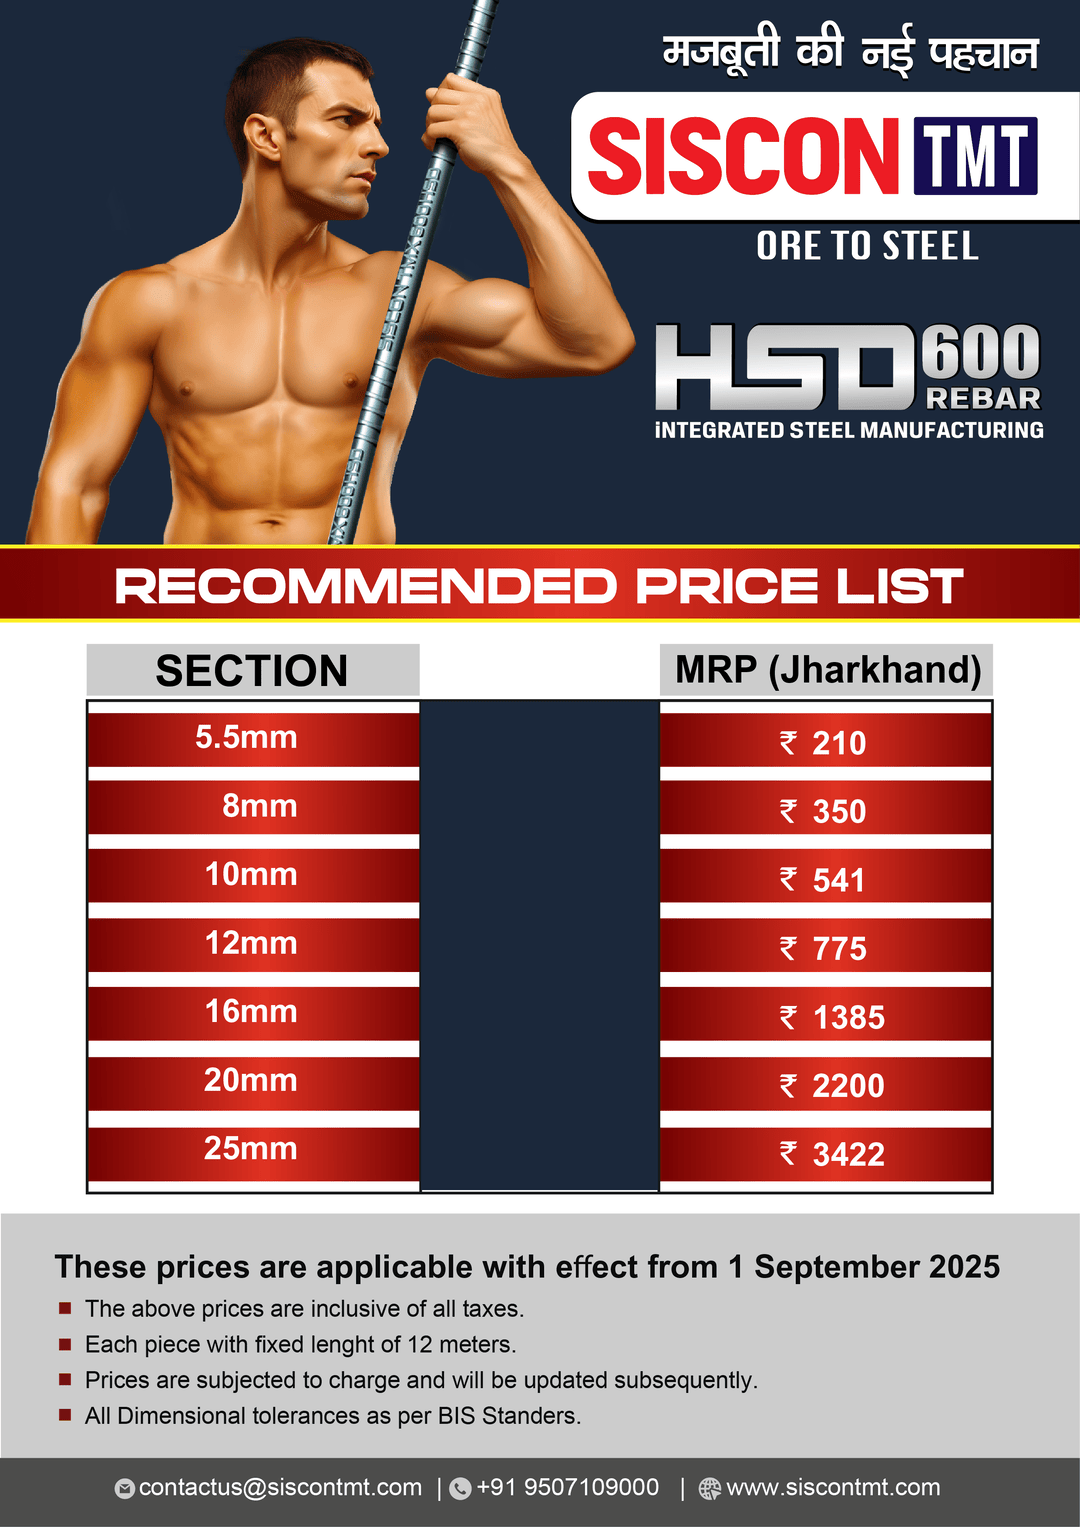 मजबूती की नई पहचान
SISCON TMT
ORE TO STEEL
HSD 600
REBAR
iNTEGRATED STEEL MANUFACTURING
RECOMMENDED PRICE LIST
SECTION MRP (Jharkhand)
5.5mm ₹ 210
8mm ₹ 350
10mm ₹ 541
12mm ₹ 775
16mm ₹ 1385
20mm ₹ 2200
25mm ₹ 3422
These prices are applicable with effect from 1 September 2025
The above prices are inclusive of all taxes.
Each piece with fixed lenght of 12 meters.
Prices are subjected to charge and will be updated subsequently.
All Dimensional tolerances as per BIS Standers.
contactus@siscontmt.com | +91 9507109000 | www.siscontmt.com